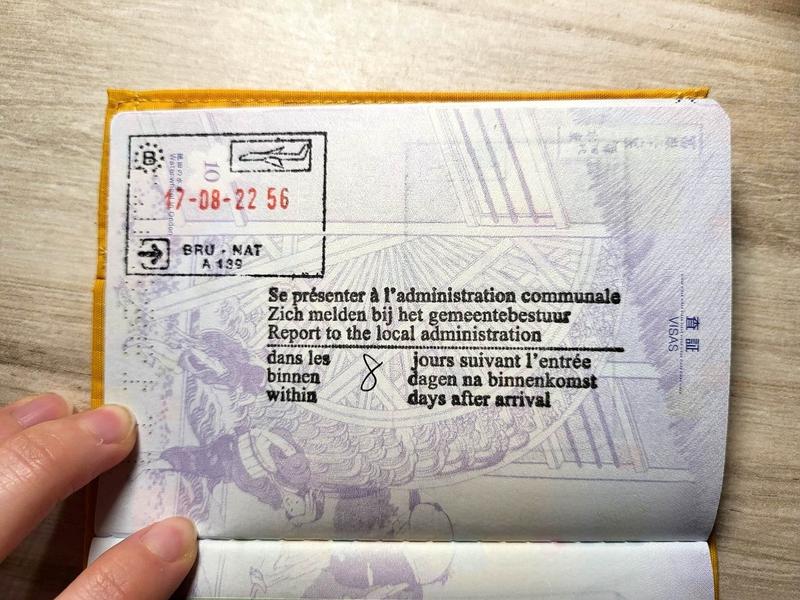 B
10
17-08-22 56
BRU - NAT
A 139
Se présenter à l'administration communale
Zich melden bij het gemeentebestuur
Report to the local administration
dans les
binnen
within
8
jours suivant l'entrée
dagen na binnenkomst
days after arrival
査証
VISAS